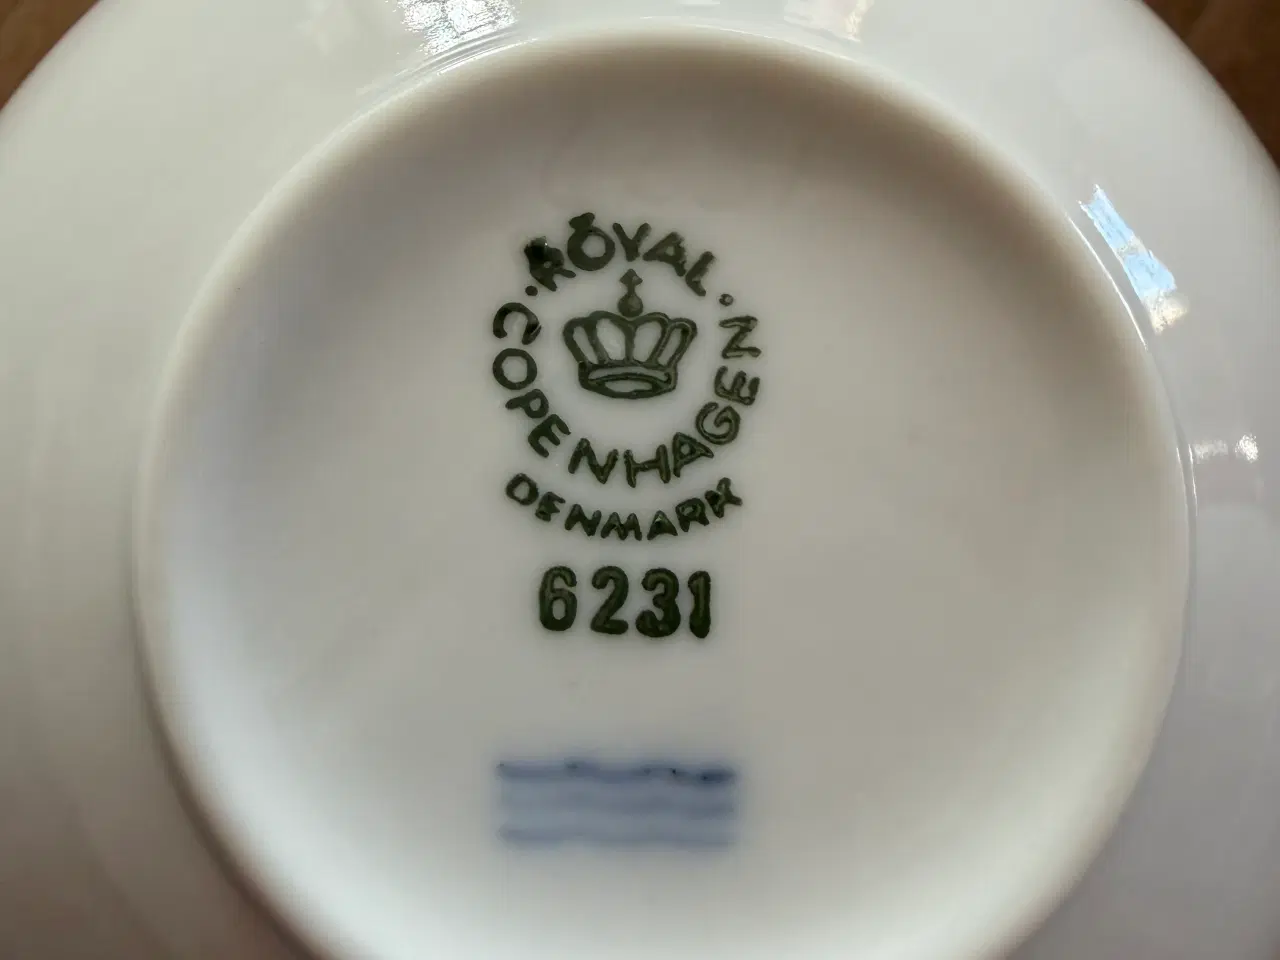 ROYAL
COPENHAGEN
DENMARK
6231